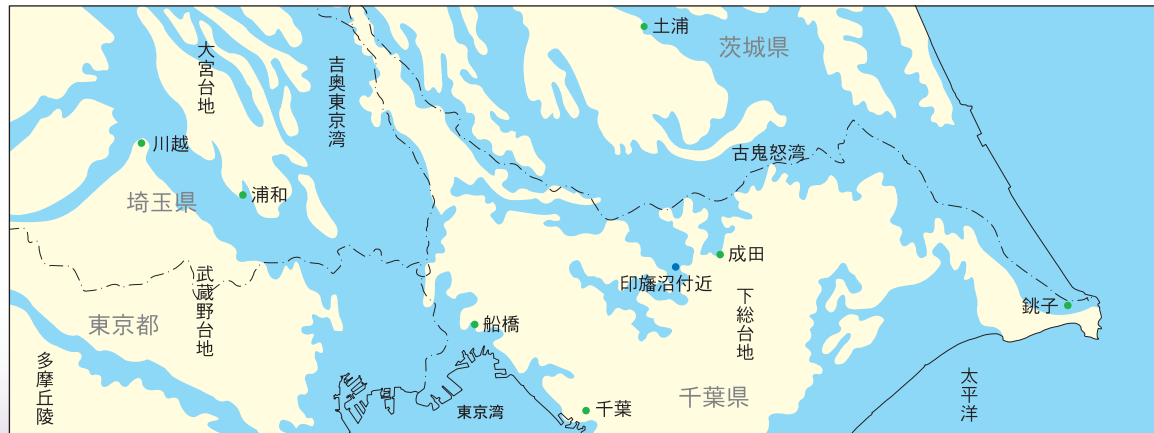 土浦
茨城県
大宮台地
吉奥東京湾
川越
古鬼怒湾
浦和
埼玉県
成田
印旛沼付近
武蔵野台地
下総台地
銚子
東京都
船橋
多摩丘陵
太平洋
千葉県
東京湾
千葉